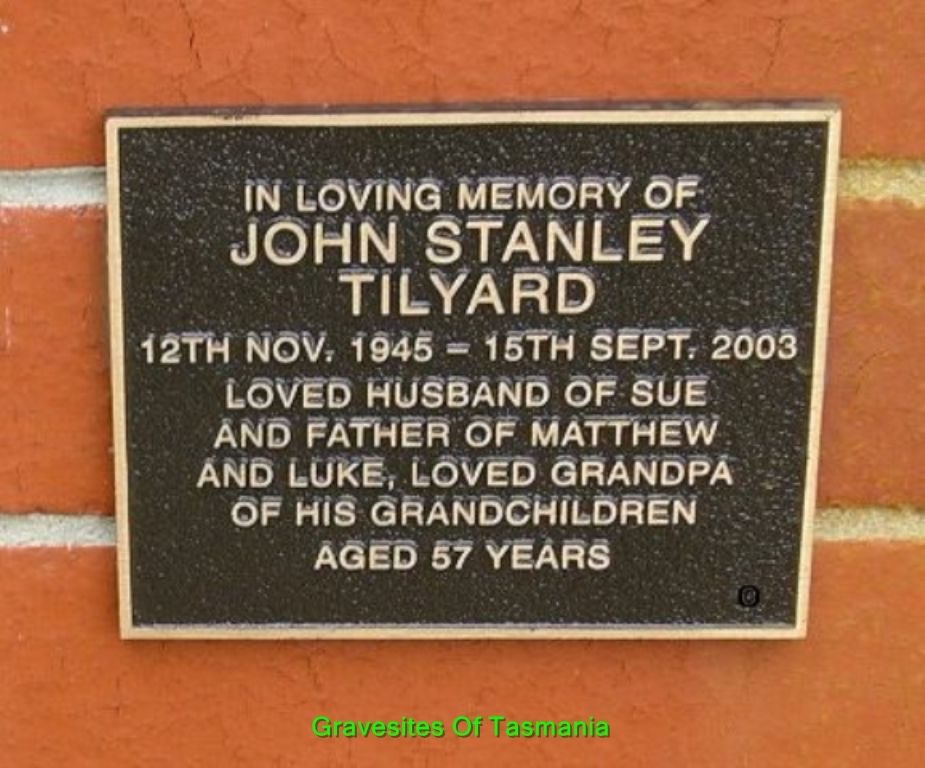 IN LOVING MEMORY OF
JOHN STANLEY
TILYARD
12TH NOV. 1945 – 15TH SEPT. 2003
LOVED HUSBAND OF SUE
AND FATHER OF MATTHEW
AND LUKE, LOVED GRANDPA
OF HIS GRANDCHILDREN
AGED 57 YEARS
©
Gravesites Of Tasmania